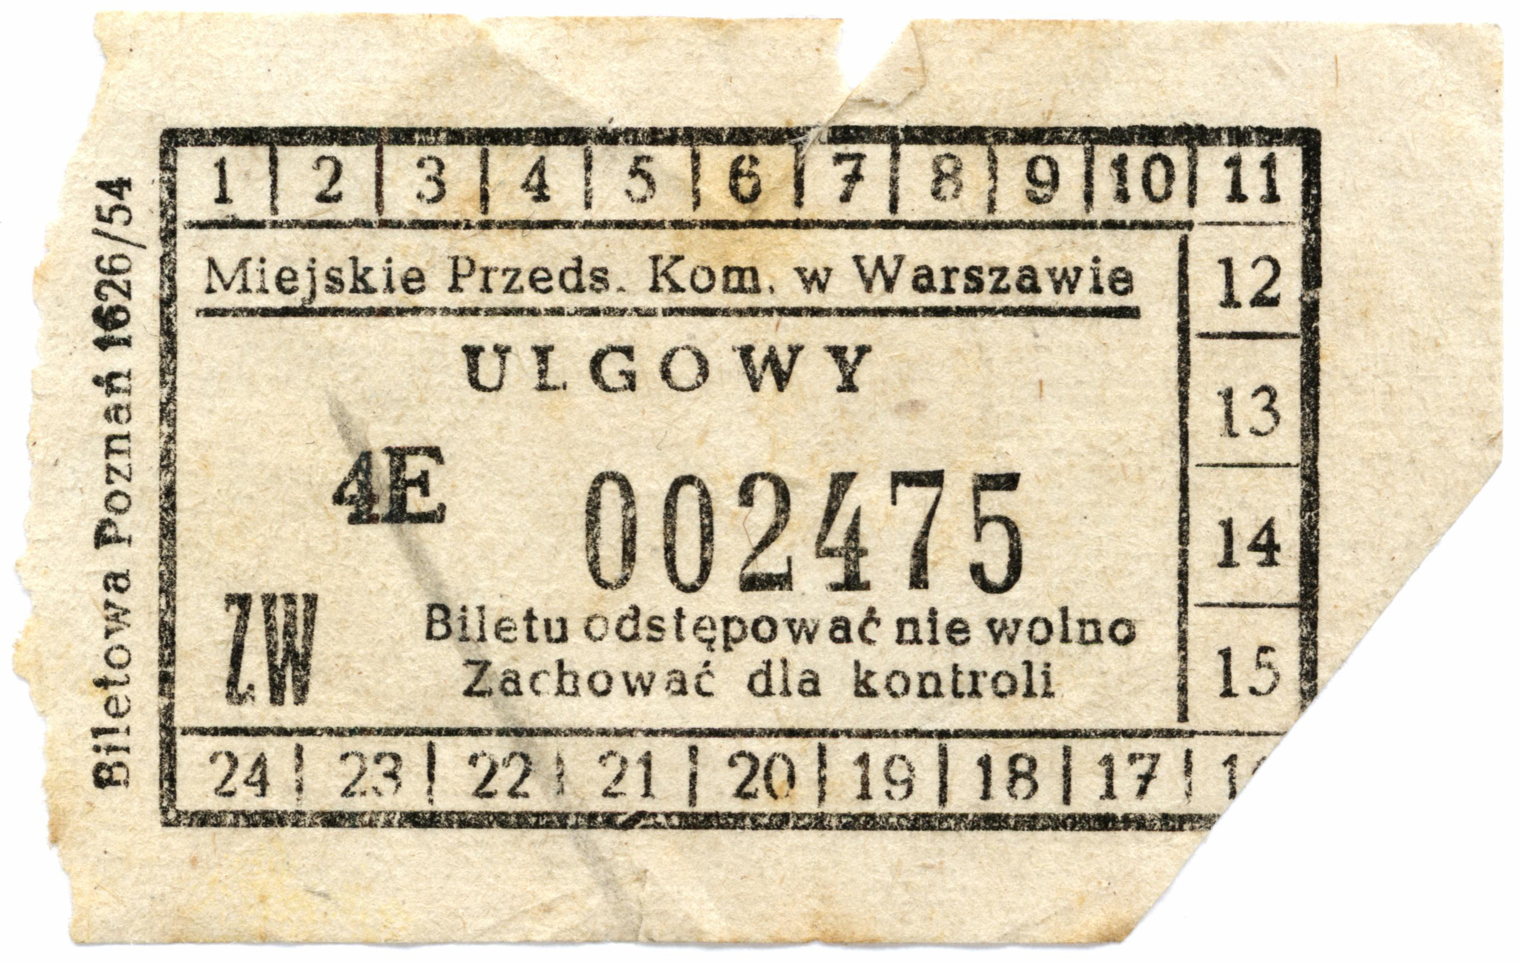 1 2 3 4 5 6 7 8 9 10 11
Miejskie Przeds. Kom. w Warszawie
12
ULGOWY
13
4E 002475
14
ZW
Biletu odstępować nie wolno
Zachować dla kontroli
15
24 23 22 21 20 19 18 17
Biletowa Poznań 1626/54